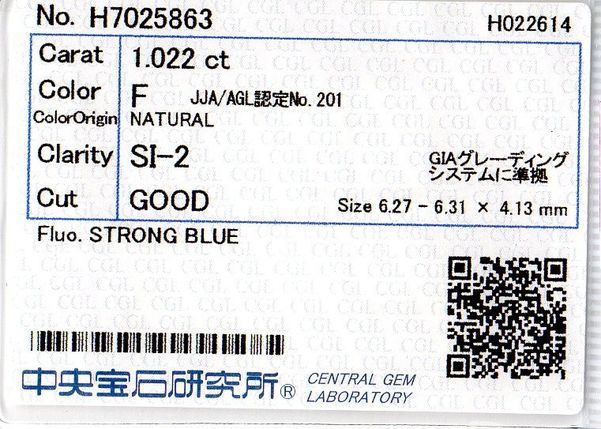 No. H7025863
H022614
Carat 1.022 ct
Color F JJA/AGL認定No. 201
ColorOrigin NATURAL
Clarity SI-2 GIAグレーディング
システムに準拠
Cut GOOD Size 6.27 - 6.31 × 4.13 mm
Fluo. STRONG BLUE
中央宝石研究所® CENTRAL GEM
LABORATORY